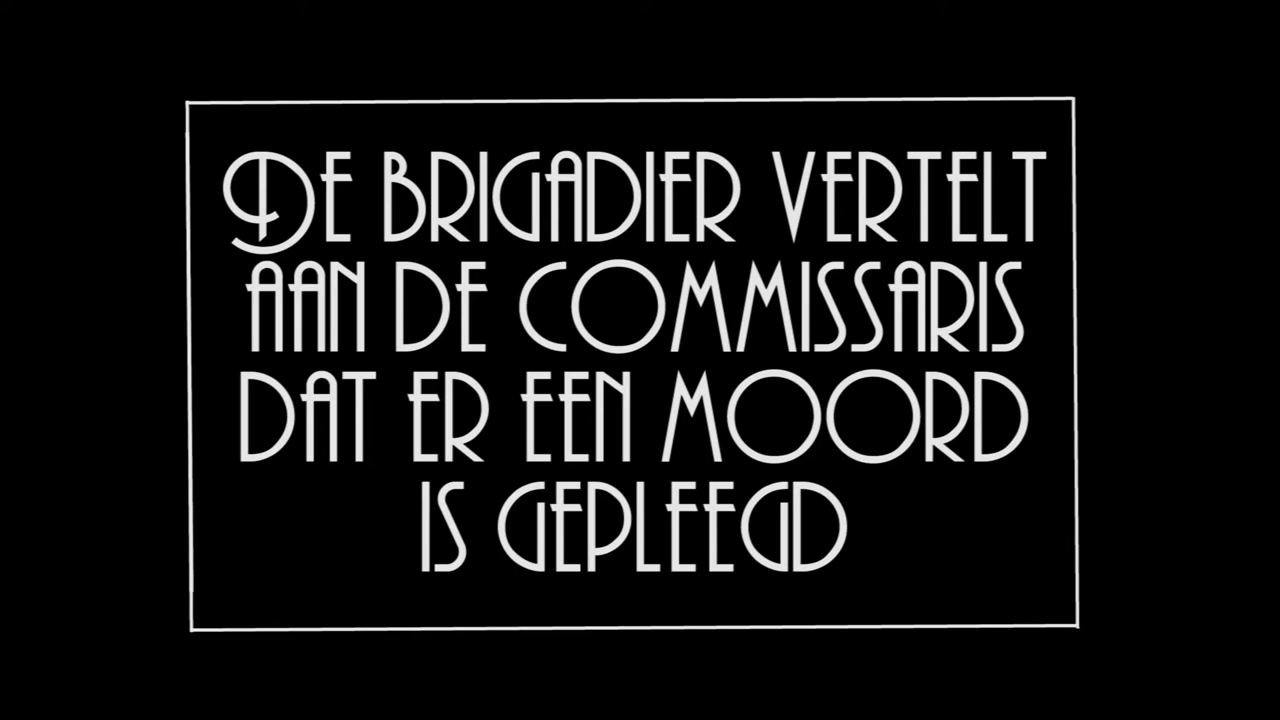 De brigadier vertelt
aan de commissaris
dat er een moord
is gepleegd